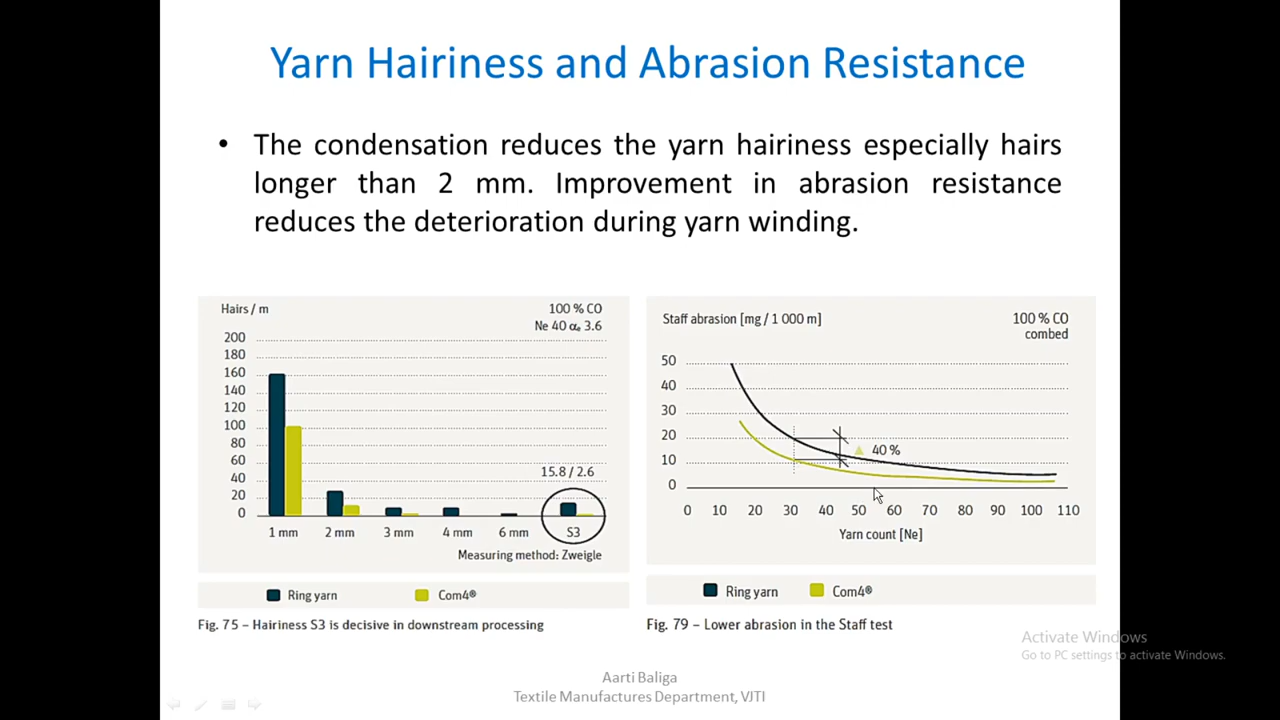 Yarn Hairiness and Abrasion Resistance
• The condensation reduces the yarn hairiness especially hairs
longer than 2 mm. Improvement in abrasion resistance
reduces the deterioration during yarn winding.
Hairs / m
100 % CO
Ne 40 αₑ 3.6
200
180
160
140
120
100
80
60
40
20
0
15.8 / 2.6
1 mm 2 mm 3 mm 4 mm 6 mm S3
Measuring method: Zweigle
Ring yarn Com4®
Fig. 75 – Hairiness S3 is decisive in downstream processing
Staff abrasion [mg / 1 000 m]
100 % CO
combed
50
40
30
20
10
0
40 %
0 10 20 30 40 50 60 70 80 90 100 110
Yarn count [Ne]
Ring yarn Com4®
Fig. 79 – Lower abrasion in the Staff test
Activate Windows
Go to PC settings to activate Windows.
Aarti Baliga
Textile Manufactures Department, VJTI